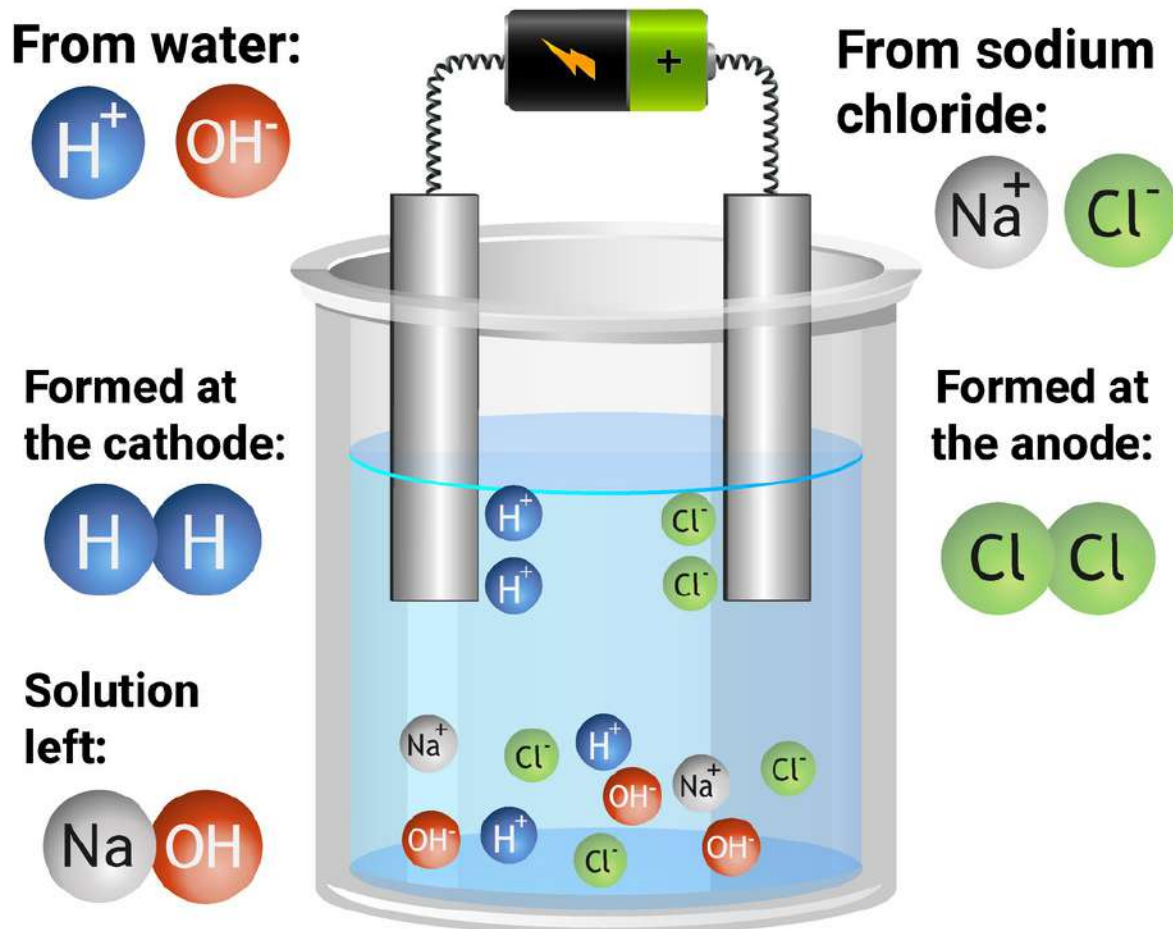 From water:
H+ OH-
+
From sodium
chloride:
Na+ Cl-
Formed at
the cathode:
H H
H+ Cl-
H+ Cl-
Formed at
the anode:
Cl Cl
Solution
left:
Na OH
Na+ Cl- H+ Na+ Cl-
OH- H+ Cl- OH- OH-